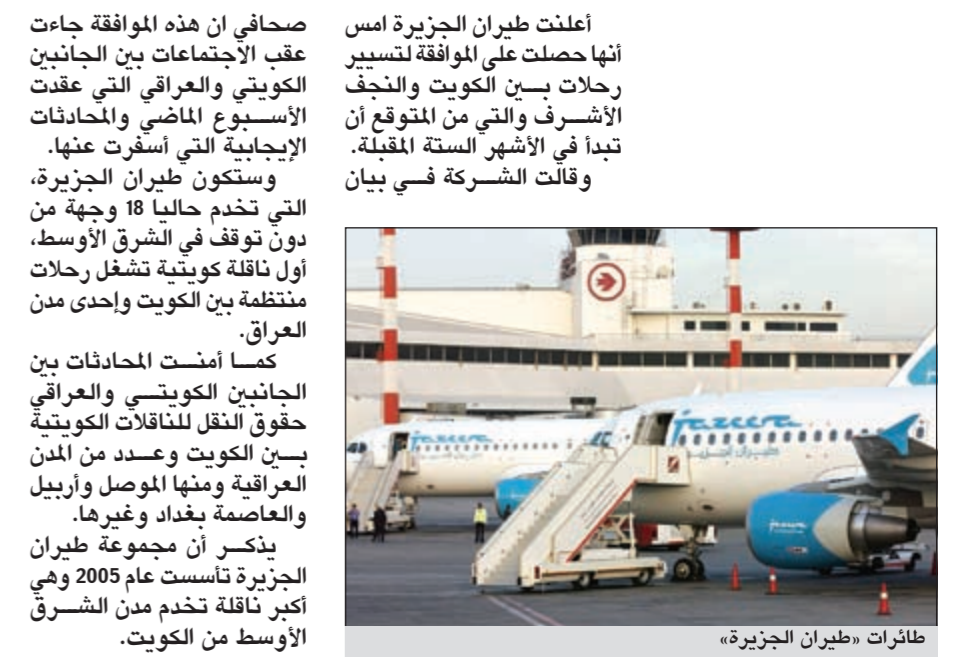 أعلنت طيران الجزيرة امس
أنها حصلت على الموافقة لتسيير
رحلات بين الكويت والنجف
الأشرف والتي من المتوقع أن
تبدأ في الأشهر الستة المقبلة.
وقالت الشركة في بيان
صحافي ان هذه الموافقة جاءت
عقب الاجتماعات بين الجانبين
الكويتي والعراقي التي عقدت
الأسبوع الماضي والمحادثات
الإيجابية التي أسفرت عنها.
وستكون طيران الجزيرة،
التي تخدم حاليا 18 وجهة من
دون توقف في الشرق الأوسط،
أول ناقلة كويتية تشغل رحلات
منتظمة بين الكويت وإحدى مدن
العراق.
كما أمنت المحادثات بين
الجانبين الكويتي والعراقي
حقوق النقل للناقلات الكويتية
بين الكويت وعدد من المدن
العراقية ومنها الموصل وأربيل
والعاصمة بغداد وغيرها.
يذكر أن مجموعة طيران
الجزيرة تأسست عام 2005 وهي
أكبر ناقلة تخدم مدن الشرق
الأوسط من الكويت.
jazeera
jazeera
طيران الجزيرة
jazeera
طائرات «طيران الجزيرة»